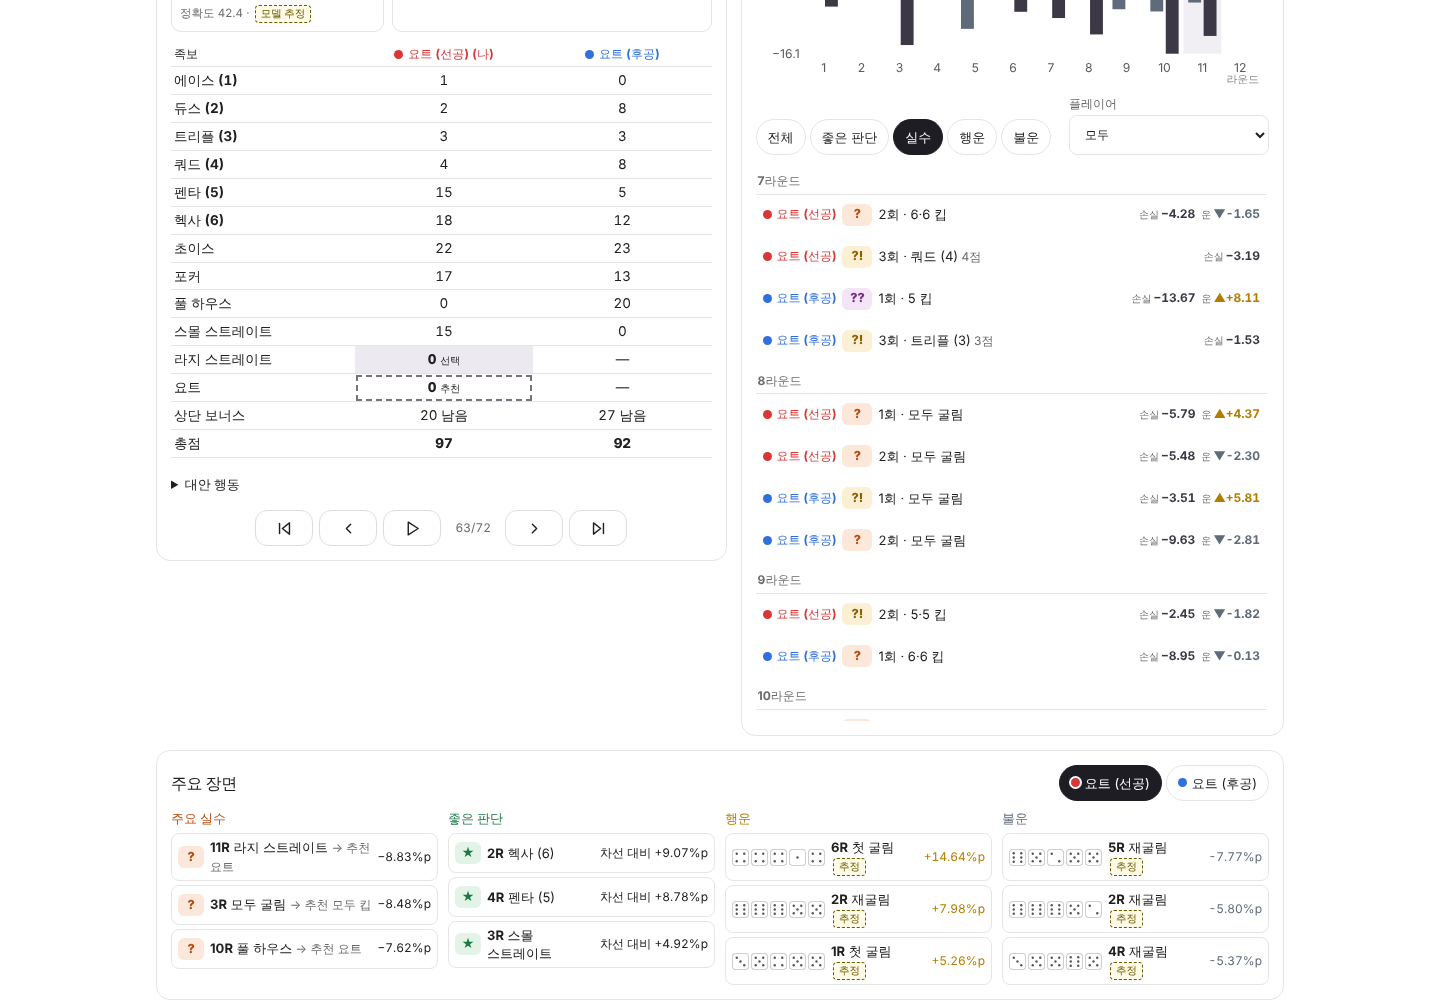 정확도 42.4 · 모델 추정
족보 요트 (선공) (나) 요트 (후공)
에이스 (1) 1 0
듀스 (2) 2 8
트리플 (3) 3 3
쿼드 (4) 4 8
펜타 (5) 15 5
헥사 (6) 18 12
초이스 22 23
포커 17 13
풀 하우스 0 20
스몰 스트레이트 15 0
라지 스트레이트 0 선택 —
요트 0 추천 —
상단 보너스 20 남음 27 남음
총점 97 92
▶ 대안 행동
63/72
−16.1
1 2 3 4 5 6 7 8 9 10 11 12
라운드
플레이어
전체 좋은 판단 실수 행운 불운 모두
7라운드
요트 (선공) ? 2회 · 6·6 킵 손실 −4.28 운 ▼-1.65
요트 (선공) ?! 3회 · 쿼드 (4) 4점 손실 −3.19
요트 (후공) ?? 1회 · 5 킵 손실 −13.67 운 ▲+8.11
요트 (후공) ?! 3회 · 트리플 (3) 3점 손실 −1.53
8라운드
요트 (선공) ? 1회 · 모두 굴림 손실 −5.79 운 ▲+4.37
요트 (선공) ? 2회 · 모두 굴림 손실 −5.48 운 ▼-2.30
요트 (후공) ?! 1회 · 모두 굴림 손실 −3.51 운 ▲+5.81
요트 (후공) ? 2회 · 모두 굴림 손실 −9.63 운 ▼-2.81
9라운드
요트 (선공) ?! 2회 · 5·5 킵 손실 −2.45 운 ▼-1.82
요트 (후공) ? 1회 · 6·6 킵 손실 −8.95 운 ▼-0.13
10라운드
주요 장면 요트 (선공) 요트 (후공)
주요 실수
? 11R 라지 스트레이트 → 추천 −8.83%p
요트
? 3R 모두 굴림 → 추천 모두 킵 −8.48%p
? 10R 풀 하우스 → 추천 요트 −7.62%p
좋은 판단
★ 2R 헥사 (6) 차선 대비 +9.07%p
★ 4R 펜타 (5) 차선 대비 +8.78%p
★ 3R 스몰 차선 대비 +4.92%p
스트레이트
행운
6R 첫 굴림 +14.64%p
추정
2R 재굴림 +7.98%p
추정
1R 첫 굴림 +5.26%p
추정
불운
5R 재굴림 -7.77%p
추정
2R 재굴림 -5.80%p
추정
4R 재굴림 -5.37%p
추정